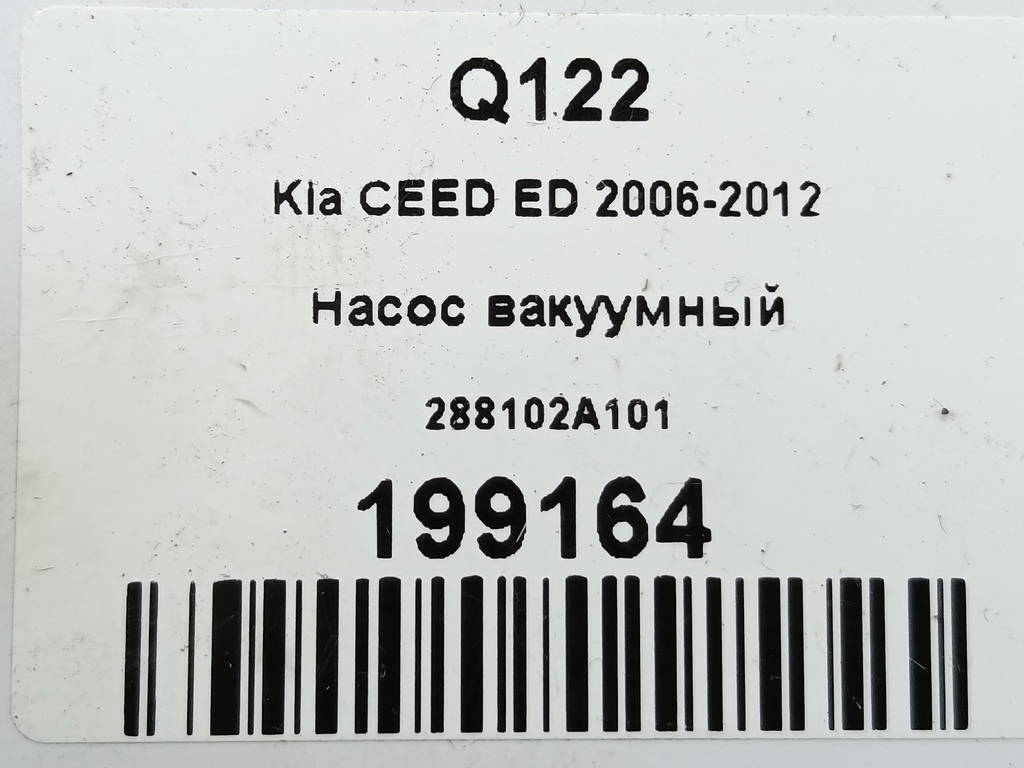 Q122
Kia CEED ED 2006-2012
Насос вакуумный
288102A101
199164